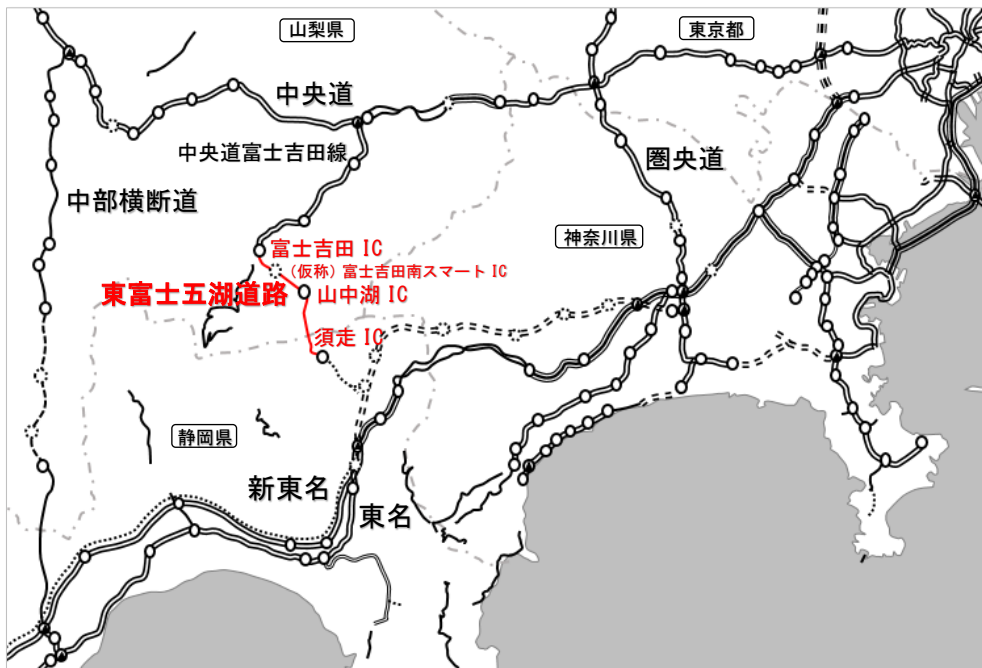 山梨県
東京都
中央道
中央道富士吉田線
圏央道
中部横断道
神奈川県
富士吉田 IC
(仮称) 富士吉田南スマート IC
東富士五湖道路
山中湖 IC
須走 IC
静岡県
新東名
東名